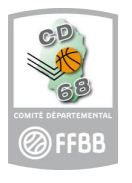 CD
68
COMITÉ DÉPARTEMENTAL
FFBB